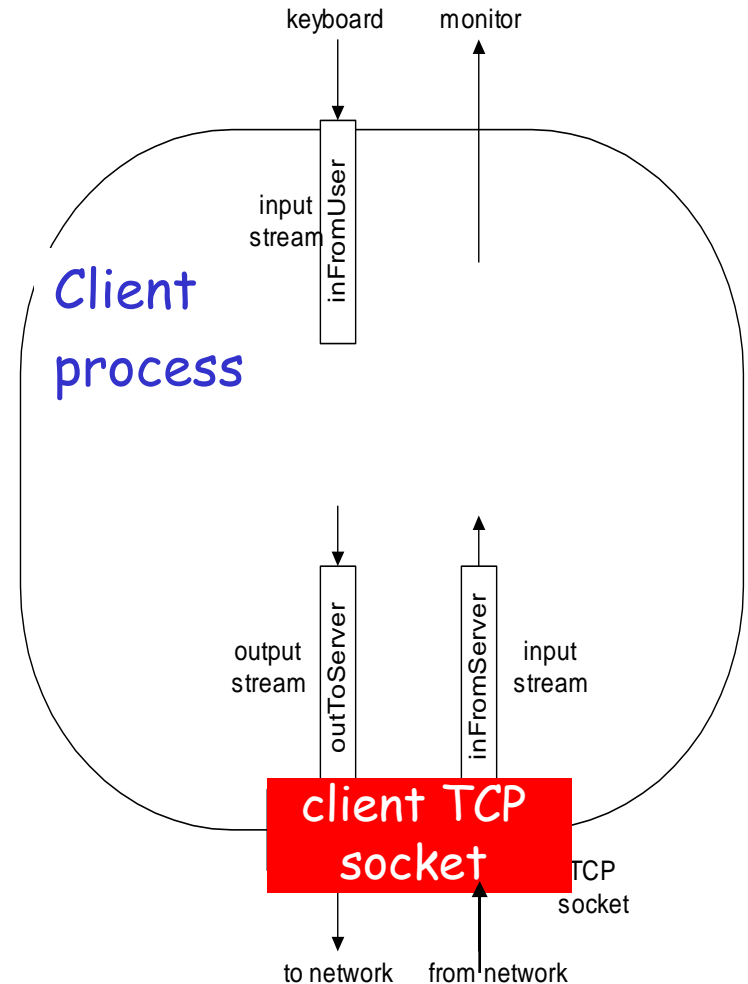 keyboard
monitor
input
stream
inFromUser
Client
process
output
stream
outToServer
inFromServer
input
stream
client TCP
socket
TCP
socket
to network
from network